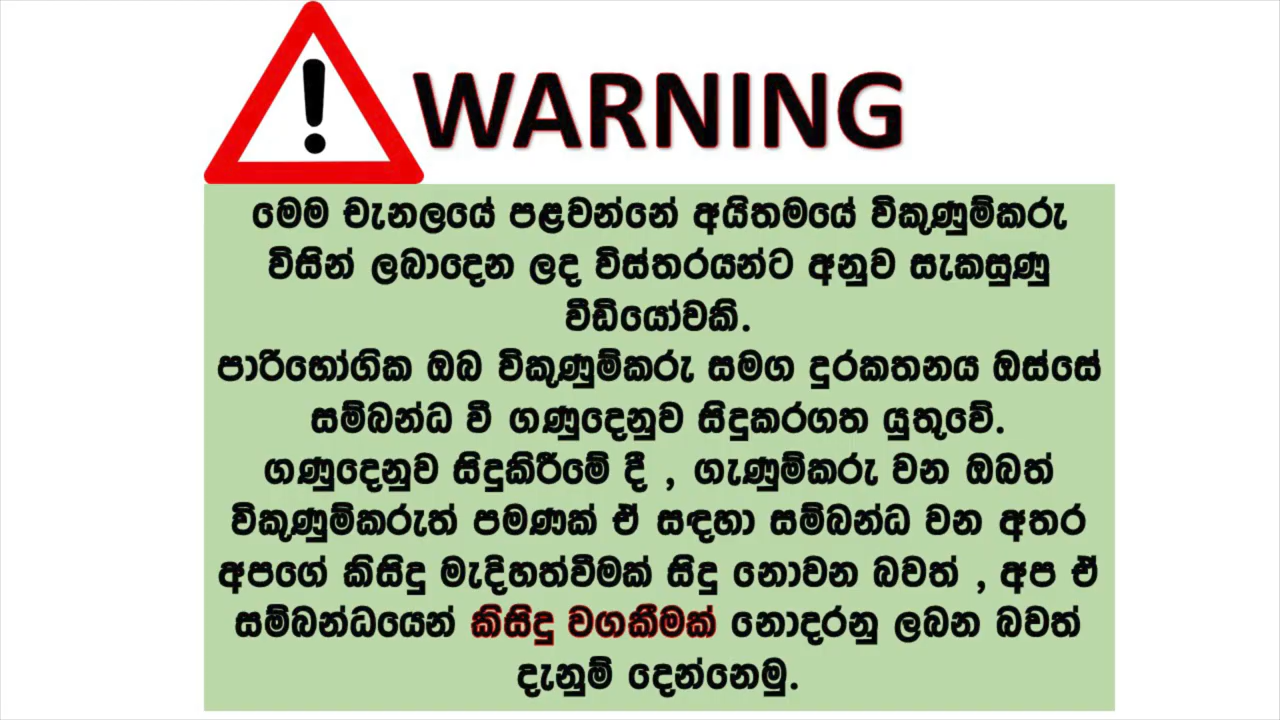 WARNING
මෙම චැනලයේ පළවන්නේ අයිතමයේ විකුණුම්කරු
විසින් ලබාදෙන ලද විස්තරයන්ට අනුව සැකසුණු
වීඩියෝවකි.
පාරිභෝගික ඔබ විකුණුම්කරු සමග දුරකතනය ඔස්සේ
සම්බන්ධ වී ගණුදෙනුව සිදුකරගත යුතුවේ.
ගණුදෙනුව සිදුකිරීමේ දී , ගැණුම්කරු වන ඔබත්
විකුණුම්කරුත් පමණක් ඒ සඳහා සම්බන්ධ වන අතර
අපගේ කිසිදු මැදිහත්වීමක් සිදු නොවන බවත් , අප ඒ
සම්බන්ධයෙන් කිසිදු වගකීමක් නොදරනු ලබන බවත්
දැනුම් දෙන්නෙමු.